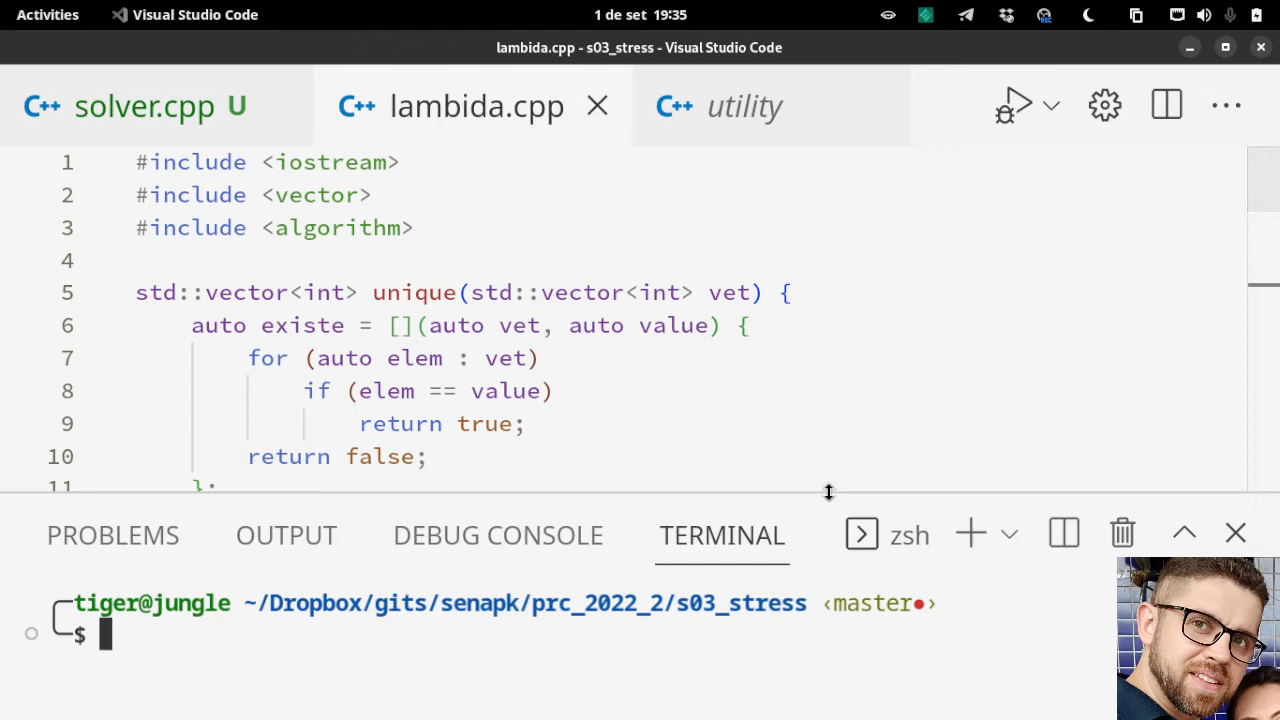 Activities Visual Studio Code 1 de set 19:35
lambida.cpp - s03_stress - Visual Studio Code
C++ solver.cpp U C++ lambida.cpp C++ utility
1 #include <iostream>
2 #include <vector>
3 #include <algorithm>
4
5 std::vector<int> unique(std::vector<int> vet) {
6 auto existe = [](auto vet, auto value) {
7 for (auto elem : vet)
8 if (elem == value)
9 return true;
10 return false;
11 };
PROBLEMS OUTPUT DEBUG CONSOLE TERMINAL zsh
tiger@jungle ~/Dropbox/gits/senapk/prc_2022_2/s03_stress ‹master●›
$